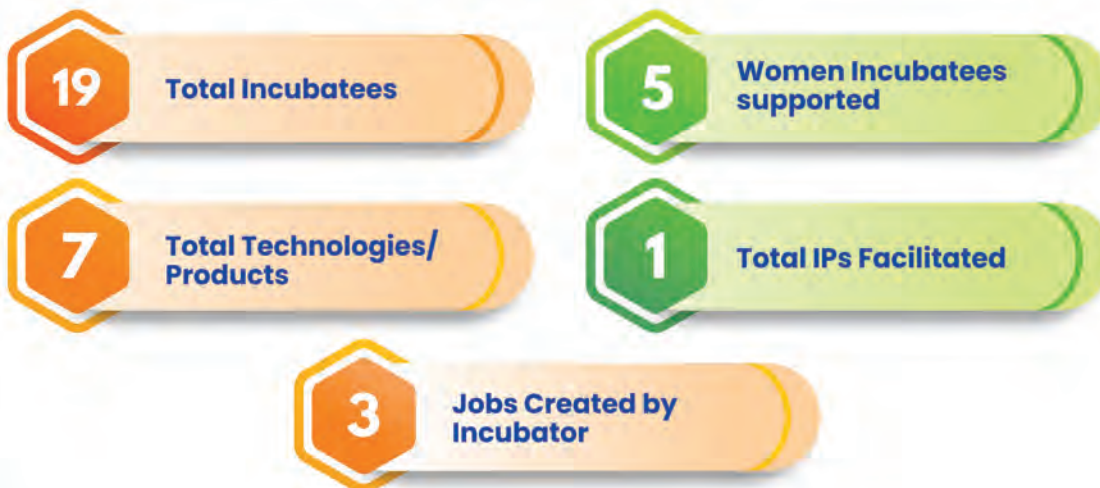 19
Total Incubatees
5
Women Incubatees
supported
7
Total Technologies/
Products
1
Total IPs Facilitated
3
Jobs Created by
Incubator